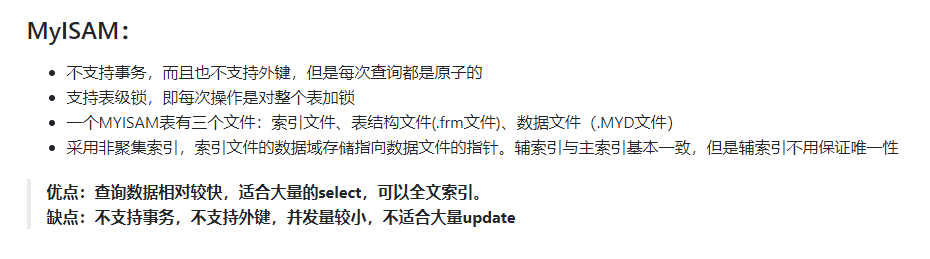 MyISAM：
不支持事务，而且也不支持外键，但是每次查询都是原子的
支持表级锁，即每次操作是对整个表加锁
一个MYISAM表有三个文件：索引文件、表结构文件(.frm文件)、数据文件（.MYD文件）
采用非聚集索引，索引文件的数据域存储指向数据文件的指针。辅索引与主索引基本一致，但是辅索引不用保证唯一性
优点：查询数据相对较快，适合大量的select，可以全文索引。
缺点：不支持事务，不支持外键，并发量较小，不适合大量update